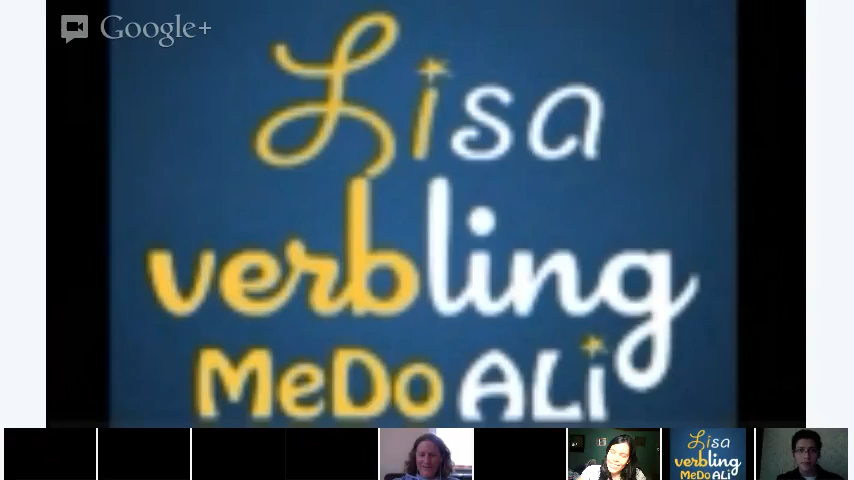 Google+
Lisa
verbling
MeDo ALi
Lisa
verbling
MeDo ALi